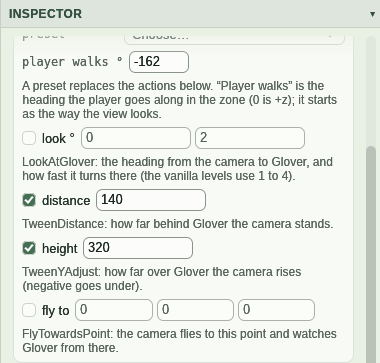 INSPECTOR
preset Choose...
player walks ° -162
A preset replaces the actions below. “Player walks” is the
heading the player goes along in the zone (0 is +z); it starts
as the way the view looks.
look ° 0 2
LookAtGlover: the heading from the camera to Glover, and
how fast it turns there (the vanilla levels use 1 to 4).
distance 140
TweenDistance: how far behind Glover the camera stands.
height 320
TweenYAdjust: how far over Glover the camera rises
(negative goes under).
fly to 0 0 0
FlyTowardsPoint: the camera flies to this point and watches
Glover from there.